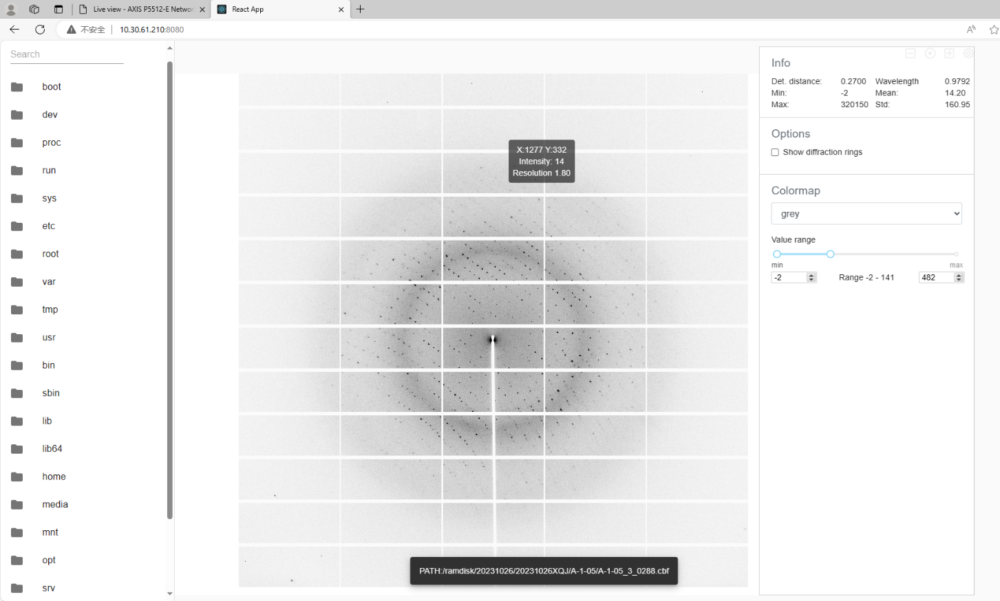 Live view - AXIS P5512-E Networ
React App
不安全
10.30.61.210:8080
Search
boot
dev
proc
run
sys
etc
root
var
tmp
usr
bin
sbin
lib
lib64
home
media
mnt
opt
srv
X:1277 Y:332
Intensity: 14
Resolution 1.80
PATH:/ramdisk/20231026/20231026XQJ/A-1-05/A-1-05_3_0288.cbf
Info
Det. distance: 0.2700 Wavelength 0.9792
Min: -2 Mean: 14.20
Max: 320150 Std: 160.95
Options
Show diffraction rings
Colormap
grey
Value range
min max
-2 Range -2 - 141 482